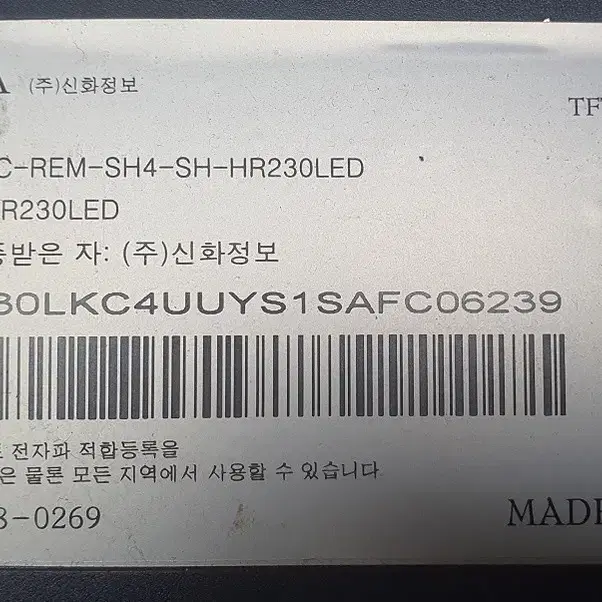 A (주)신화정보
TF
C-REM-SH4-SH-HR230LED
R230LED
받은 자: (주)신화정보
30LKC4UUYS1SAFC06239
전자파 적합등록을
은 물론 모든 지역에서 사용할 수 있습니다
8-0269
MADE